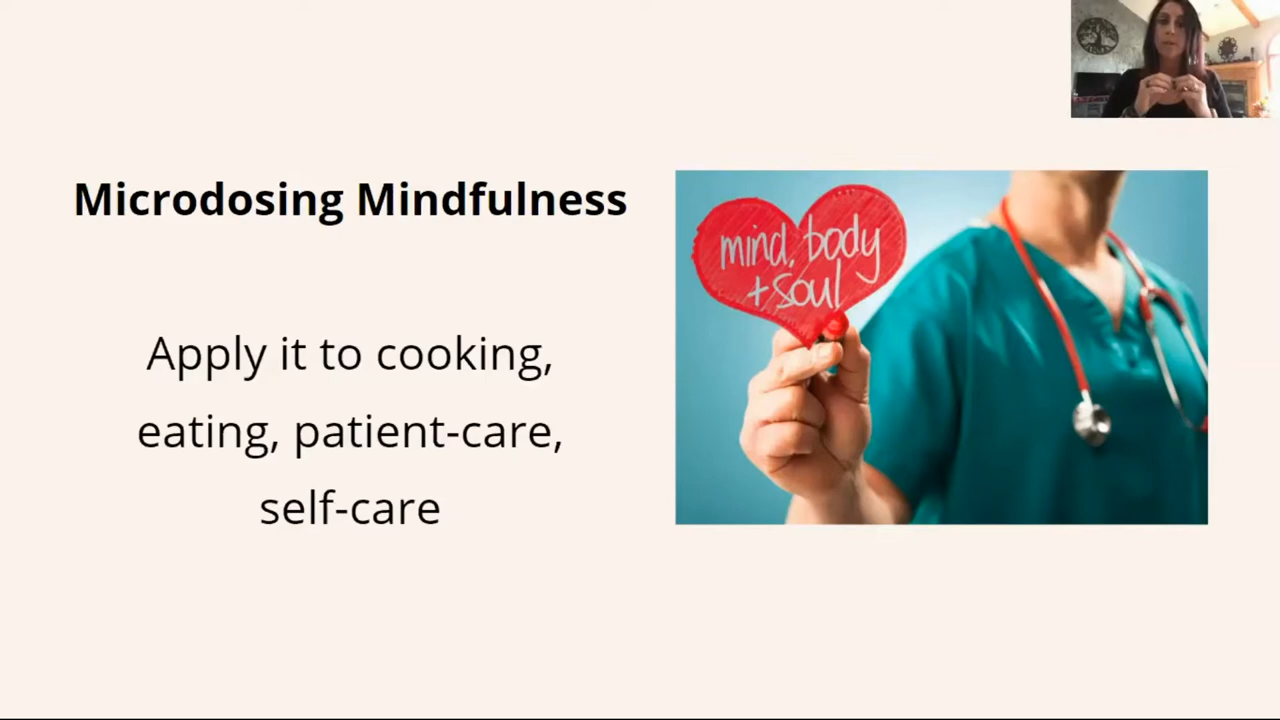 Microdosing Mindfulness
Apply it to cooking,
eating, patient-care,
self-care
mind, body
+ soul